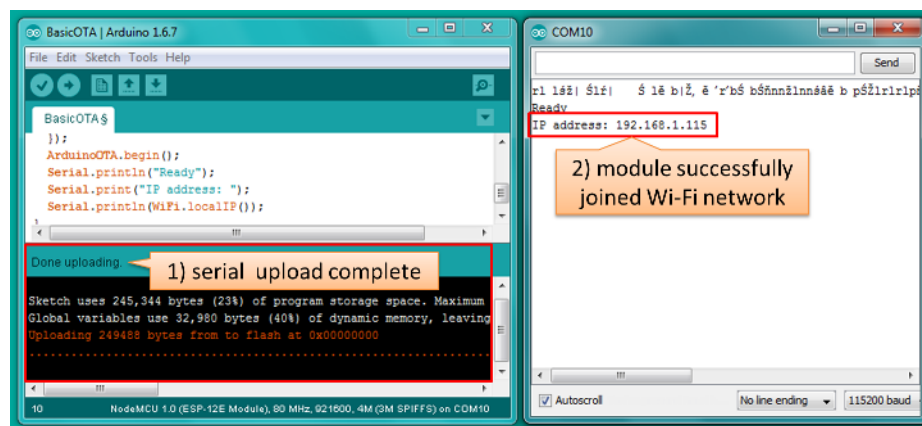 BasicOTA | Arduino 1.6.7
File Edit Sketch Tools Help
BasicOTA§
});
ArduinoOTA.begin();
Serial.println("Ready");
Serial.print("IP address: ");
Serial.println(WiFi.localIP());
Done uploading.
1) serial upload complete
Sketch uses 245,344 bytes (23%) of program storage space. Maximum
Global variables use 32,980 bytes (40%) of dynamic memory, leaving
Uploading 249488 bytes from to flash at 0x00000000
................................................................................
10 NodeMCU 1.0 (ESP-12E Module), 80 MHz, 921600, 4M (3M SPIFFS) on COM10
COM10
Send
Ready
IP address: 192.168.1.115
2) module successfully
joined Wi-Fi network
Autoscroll
No line ending
115200 baud